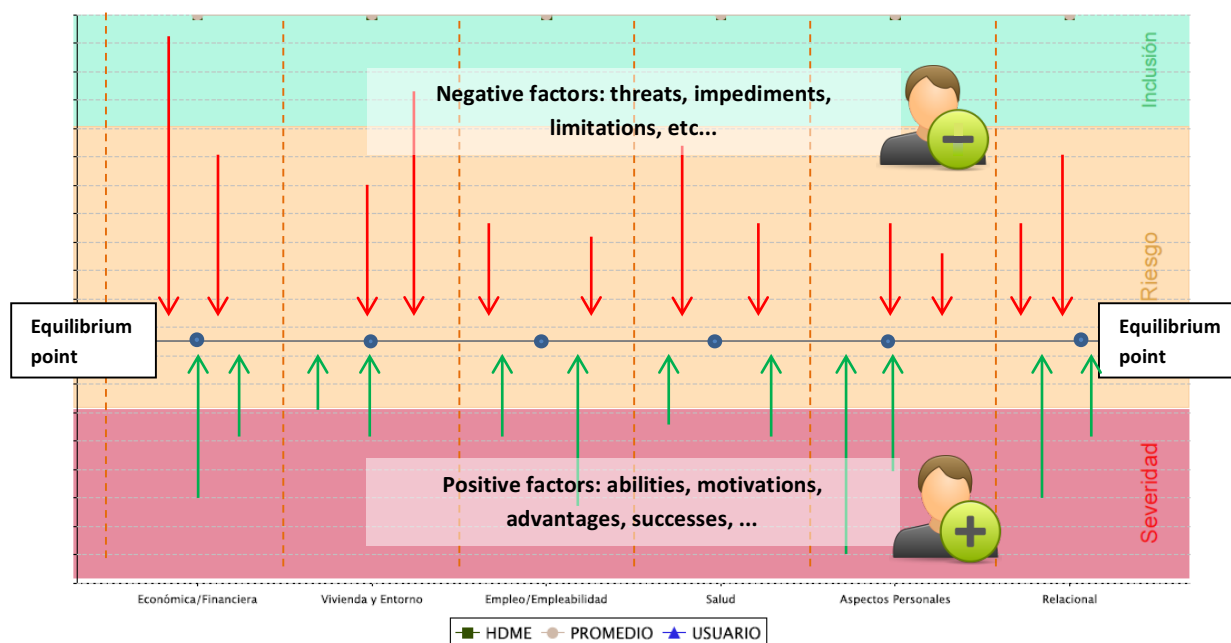 Inclusión
Negative factors: threats, impediments,
limitations, etc...
Riesgo
Equilibrium
point
Equilibrium
point
Severidad
Positive factors: abilities, motivations,
advantages, successes, ...
Económica/Financiera
Vivienda y Entorno
Empleo/Empleabilidad
Salud
Aspectos Personales
Relacional
HDME PROMEDIO USUARIO